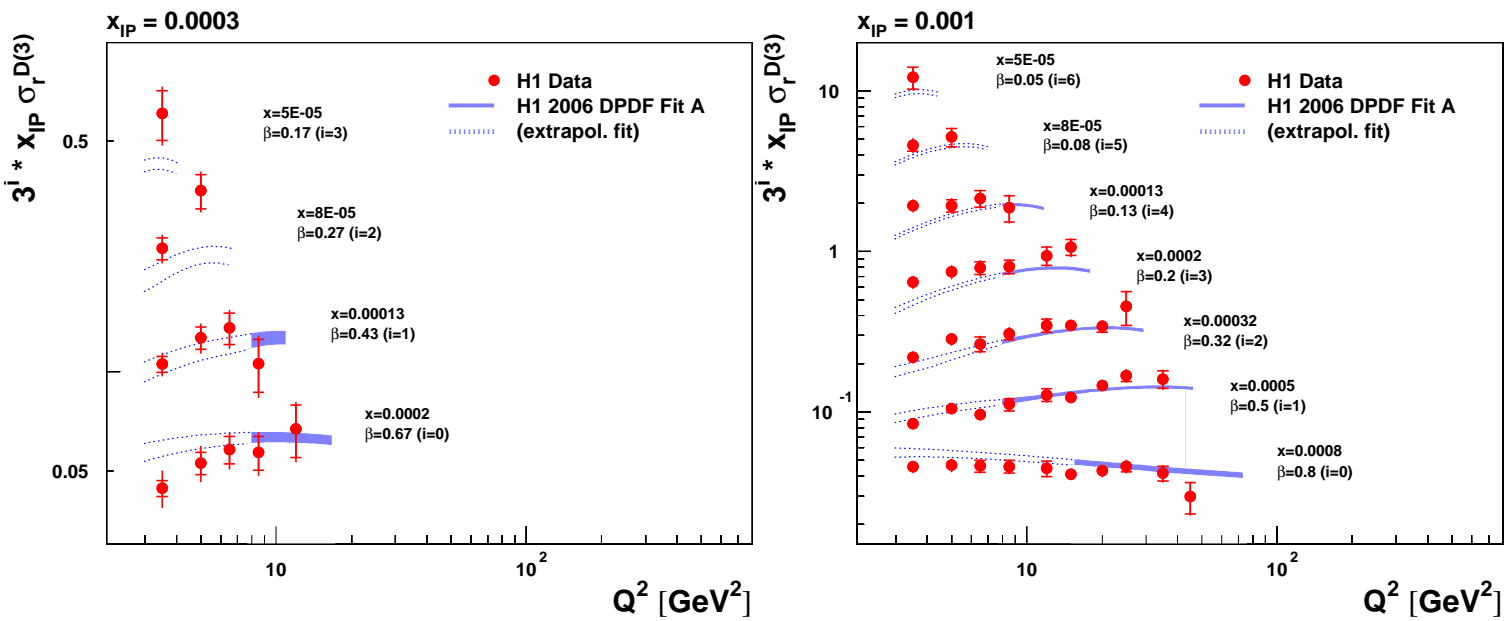 x_IP = 0.0003
3^i * x_IP σ_r^D(3)
H1 Data
H1 2006 DPDF Fit A
(extrapol. fit)
x=5E-05
β=0.17 (i=3)
x=8E-05
β=0.27 (i=2)
x=0.00013
β=0.43 (i=1)
x=0.0002
β=0.67 (i=0)
0.5
0.05
10
10^2
Q^2 [GeV^2]
x_IP = 0.001
3^i * x_IP σ_r^D(3)
H1 Data
H1 2006 DPDF Fit A
(extrapol. fit)
x=5E-05
β=0.05 (i=6)
x=8E-05
β=0.08 (i=5)
x=0.00013
β=0.13 (i=4)
x=0.0002
β=0.2 (i=3)
x=0.00032
β=0.32 (i=2)
x=0.0005
β=0.5 (i=1)
x=0.0008
β=0.8 (i=0)
10
1
10^-1
10
10^2
Q^2 [GeV^2]